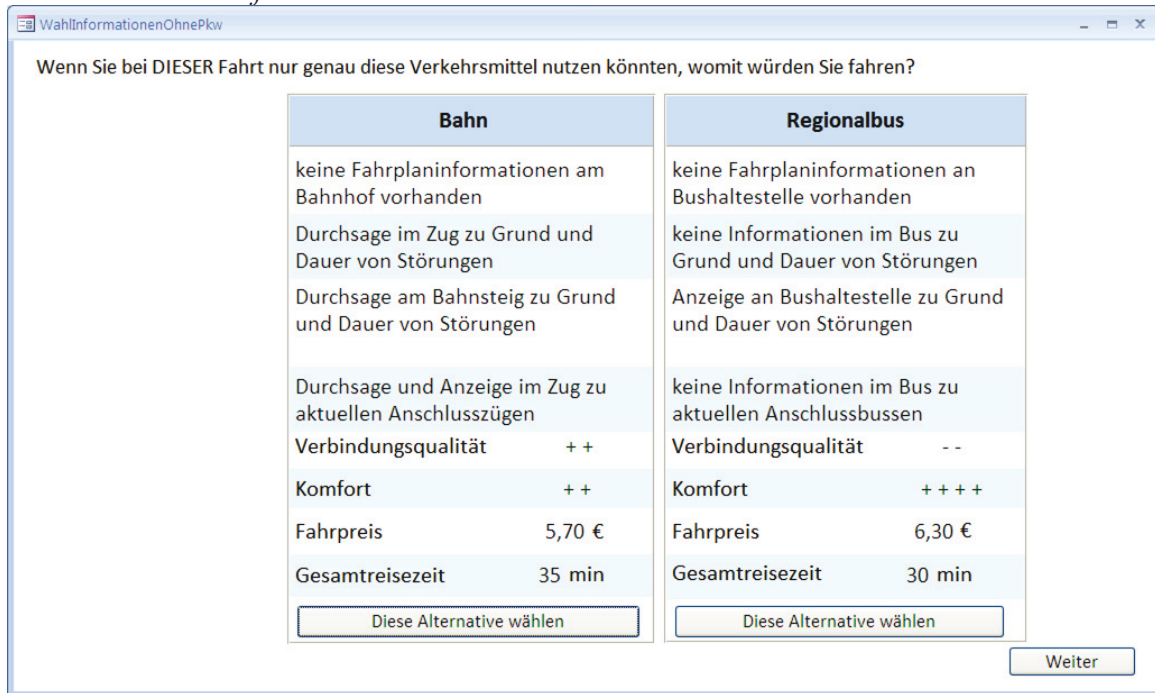 WahlInformationenOhnePkw
Wenn Sie bei DIESER Fahrt nur genau diese Verkehrsmittel nutzen könnten, womit würden Sie fahren?
Bahn
keine Fahrplaninformationen am
Bahnhof vorhanden
Durchsage im Zug zu Grund und
Dauer von Störungen
Durchsage am Bahnsteig zu Grund
und Dauer von Störungen
Durchsage und Anzeige im Zug zu
aktuellen Anschlusszügen
Verbindungsqualität + +
Komfort + +
Fahrpreis 5,70 €
Gesamtreisezeit 35 min
Diese Alternative wählen
Regionalbus
keine Fahrplaninformationen an
Bushaltestelle vorhanden
keine Informationen im Bus zu
Grund und Dauer von Störungen
Anzeige an Bushaltestelle zu Grund
und Dauer von Störungen
keine Informationen im Bus zu
aktuellen Anschlussbussen
Verbindungsqualität - -
Komfort + + + +
Fahrpreis 6,30 €
Gesamtreisezeit 30 min
Diese Alternative wählen
Weiter